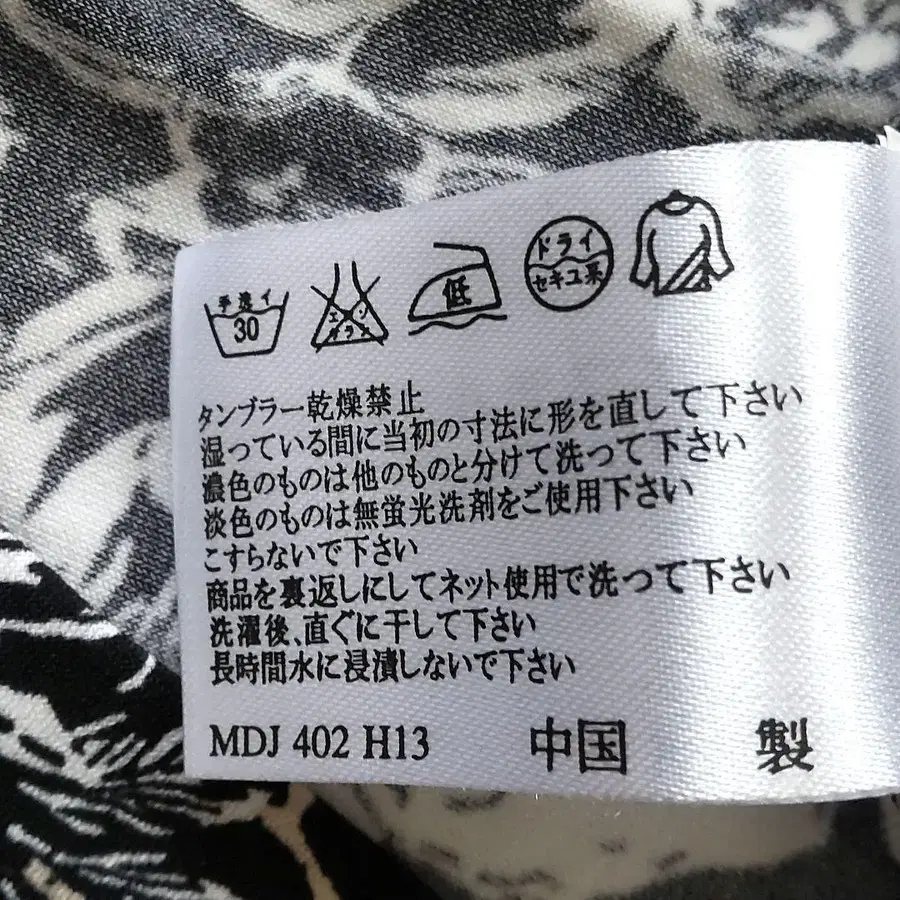 手洗イ
30
エンソサラシ
低
ドライ
セキユ系
タンブラー乾燥禁止
湿っている間に当初の寸法に形を直して下さい
濃色のものは他のものと分けて洗って下さい
淡色のものは無蛍光洗剤をご使用下さい
こすらないで下さい
商品を裏返しにしてネット使用で洗って下さい
洗濯後、直ぐに干して下さい
長時間水に浸漬しないで下さい
MDJ 402 H13 中国 製